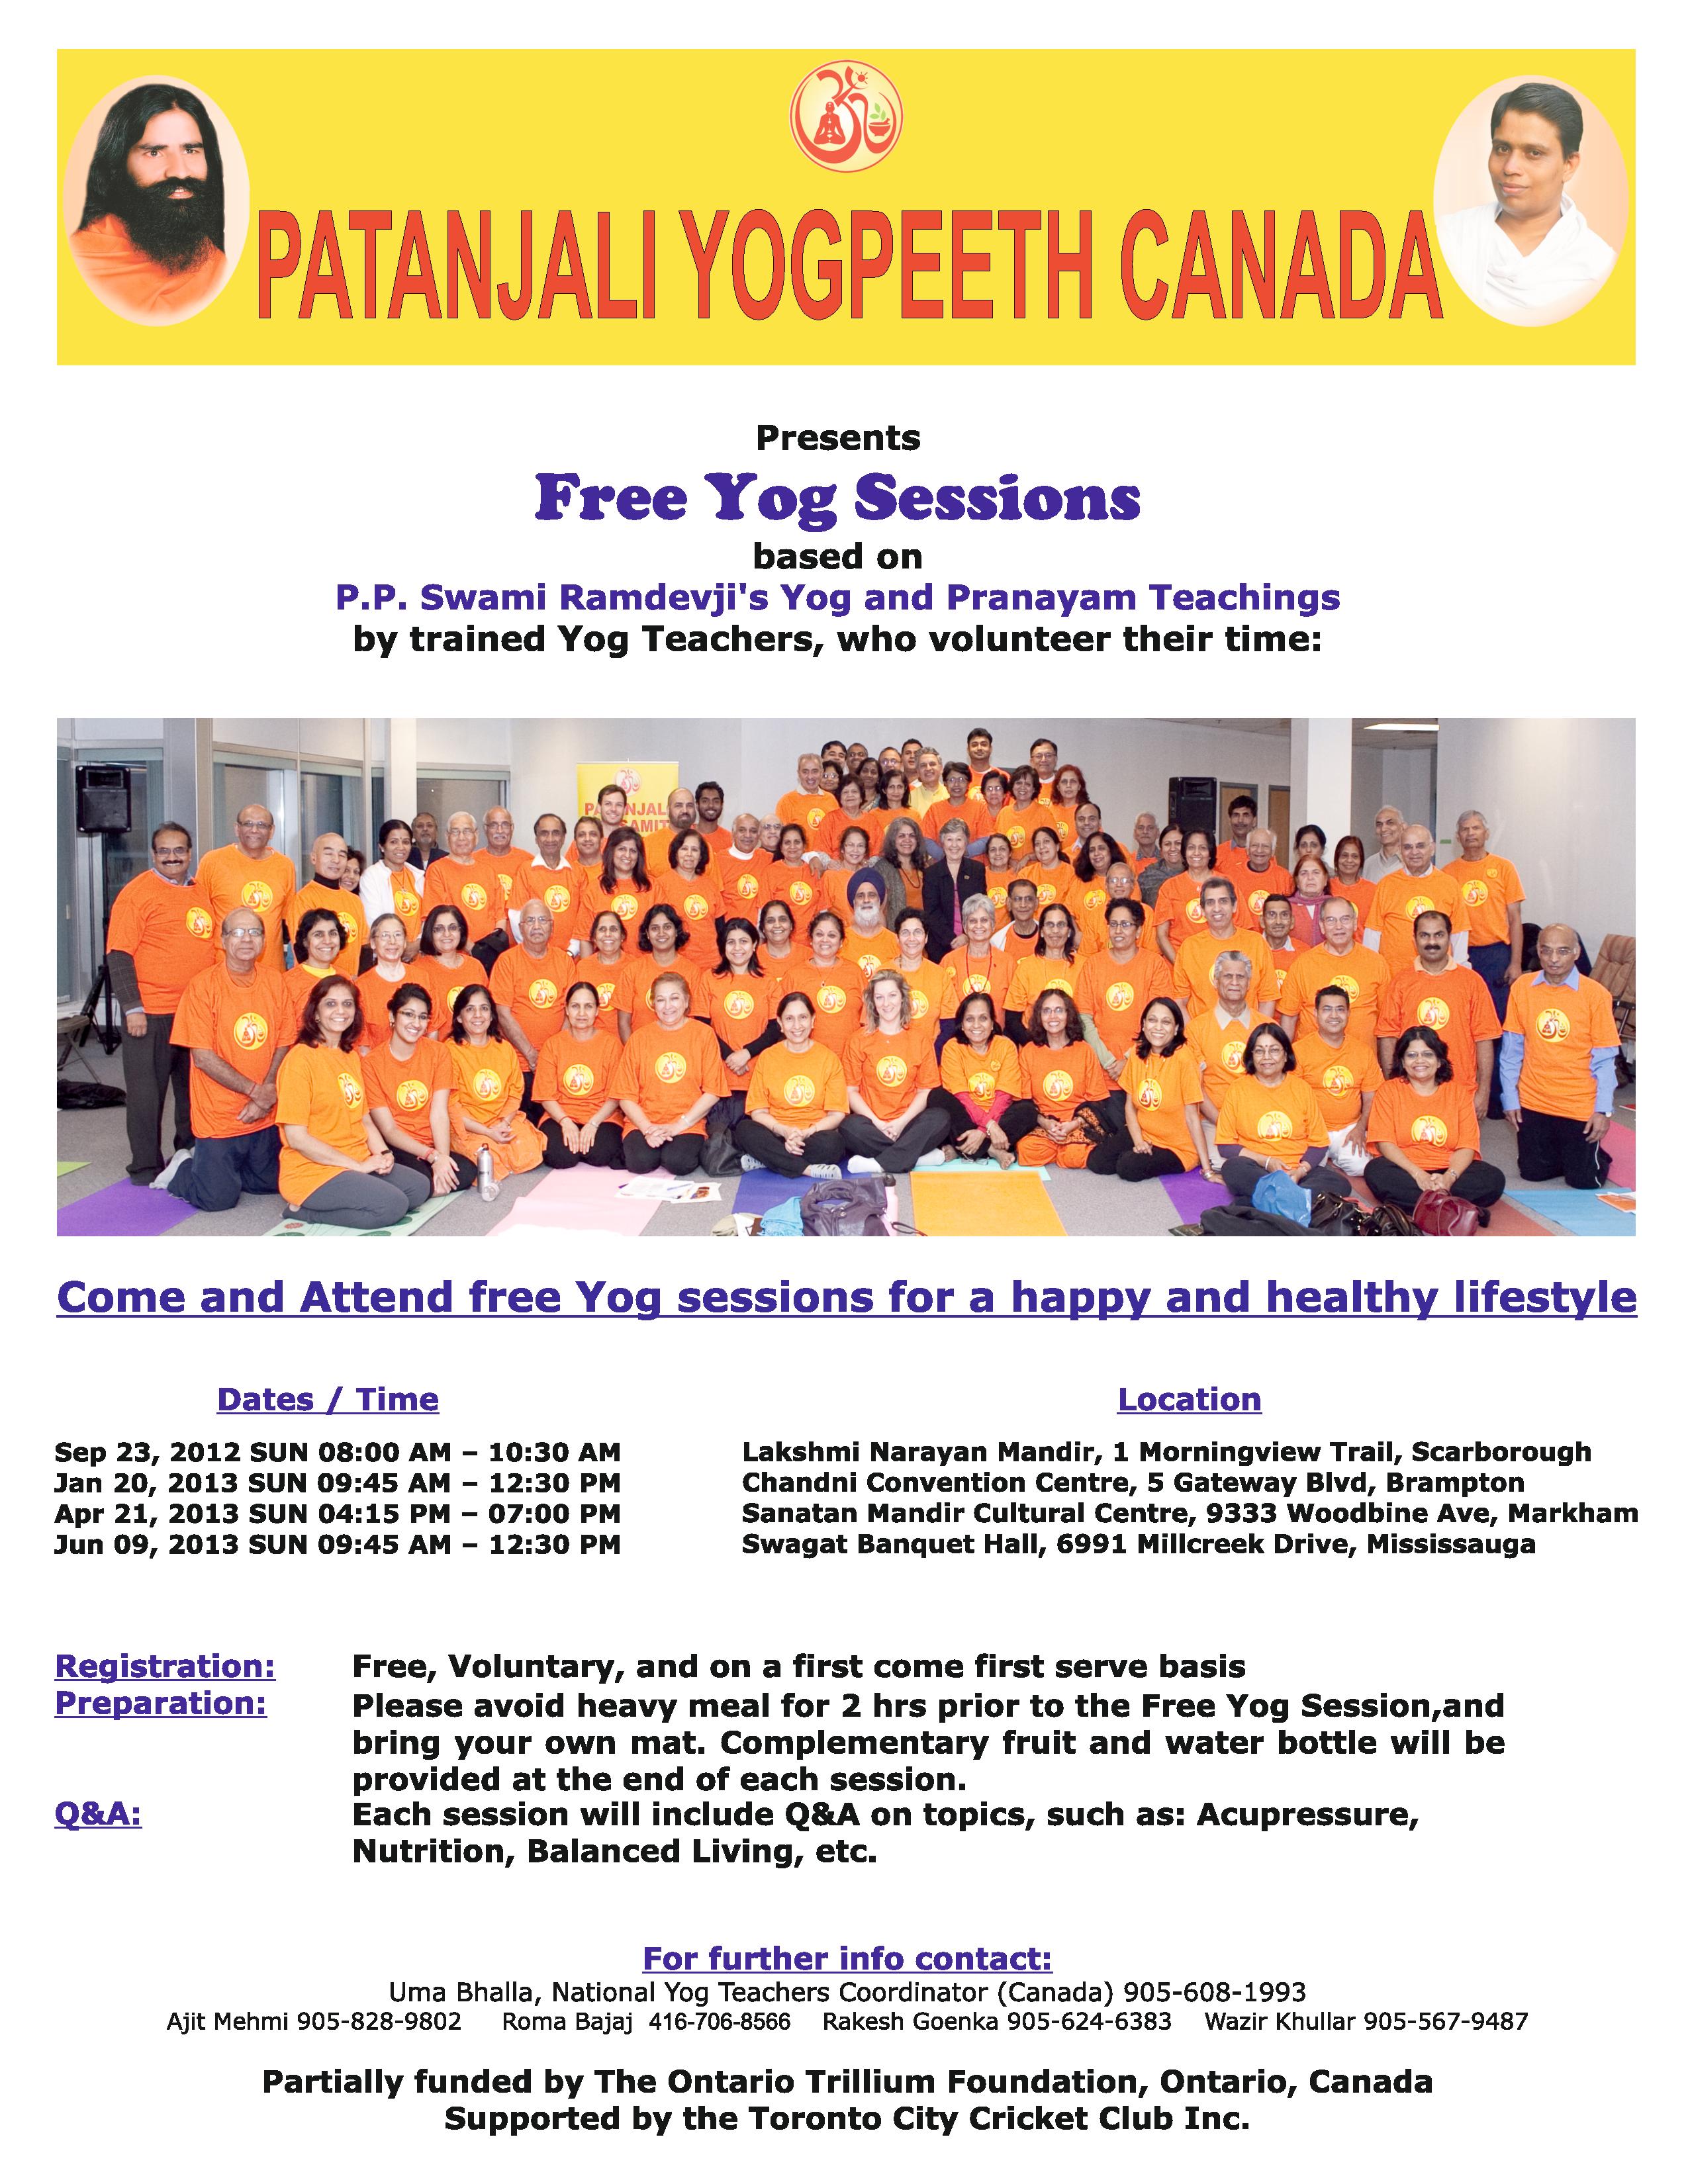 PATANJALI YOGPEETH CANADA
Presents
Free Yog Sessions
based on
P.P. Swami Ramdevji's Yog and Pranayam Teachings
by trained Yog Teachers, who volunteer their time:
Come and Attend free Yog sessions for a happy and healthy lifestyle
Dates / Time Location
Sep 23, 2012 SUN 08:00 AM – 10:30 AM Lakshmi Narayan Mandir, 1 Morningview Trail, Scarborough
Jan 20, 2013 SUN 09:45 AM – 12:30 PM Chandni Convention Centre, 5 Gateway Blvd, Brampton
Apr 21, 2013 SUN 04:15 PM – 07:00 PM Sanatan Mandir Cultural Centre, 9333 Woodbine Ave, Markham
Jun 09, 2013 SUN 09:45 AM – 12:30 PM Swagat Banquet Hall, 6991 Millcreek Drive, Mississauga
Registration: Free, Voluntary, and on a first come first serve basis
Preparation: Please avoid heavy meal for 2 hrs prior to the Free Yog Session,and
bring your own mat. Complementary fruit and water bottle will be
provided at the end of each session.
Q&A: Each session will include Q&A on topics, such as: Acupressure,
Nutrition, Balanced Living, etc.
For further info contact:
Uma Bhalla, National Yog Teachers Coordinator (Canada) 905-608-1993
Ajit Mehmi 905-828-9802 Roma Bajaj 416-706-8566 Rakesh Goenka 905-624-6383 Wazir Khullar 905-567-9487
Partially funded by The Ontario Trillium Foundation, Ontario, Canada
Supported by the Toronto City Cricket Club Inc.